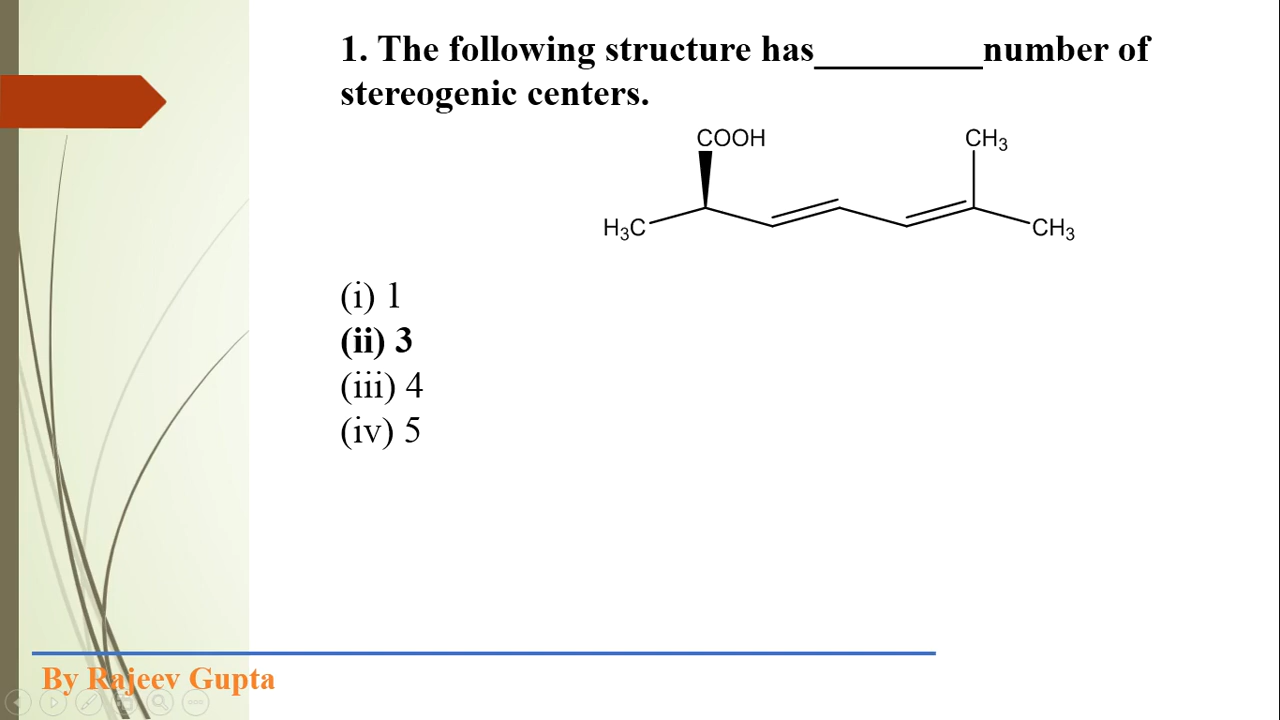 1. The following structure has_________number of
stereogenic centers.
COOH
CH₃
H₃C
CH₃
(i) 1
(ii) 3
(iii) 4
(iv) 5
By Rajeev Gupta